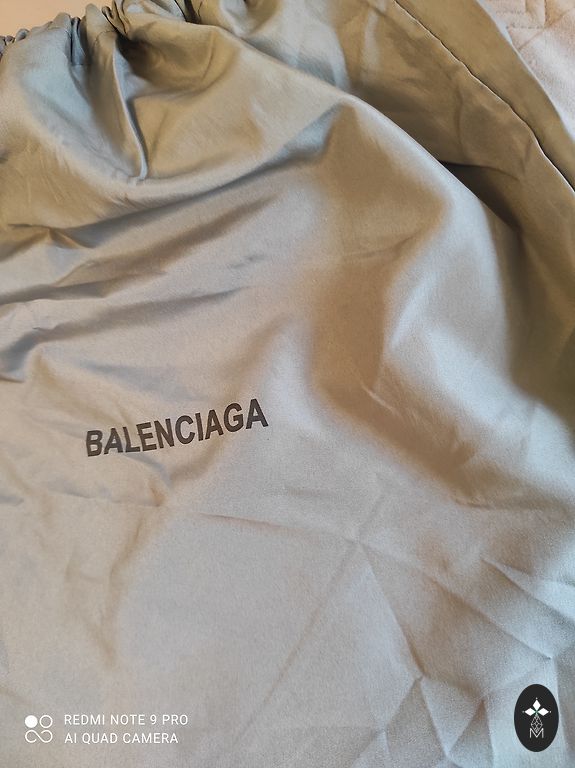 BALENCIAGA
REDMI NOTE 9 PRO
AI QUAD CAMERA
M